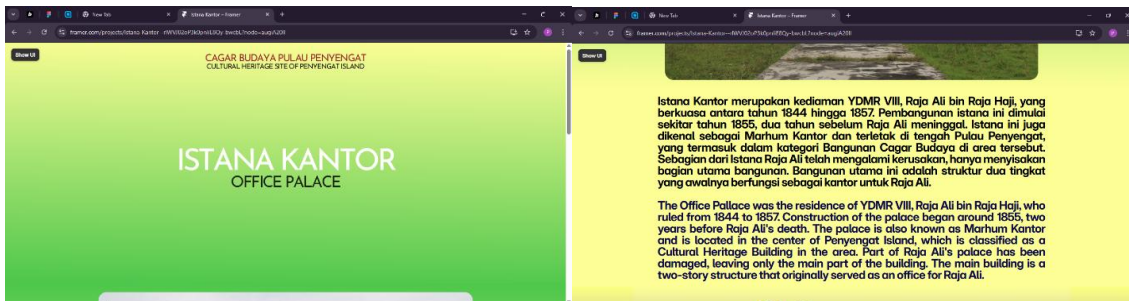 New Tab
Istana Kantor - Framer
Show UI
CAGAR BUDAYA PULAU PENYENGAT
CULTURAL HERITAGE SITE OF PENYENGAT ISLAND
ISTANA KANTOR
OFFICE PALACE
New Tab
Istana Kantor - Framer
Show UI
Istana Kantor merupakan kediaman YDMR VIII, Raja Ali bin Raja Haji, yang
berkuasa antara tahun 1844 hingga 1857. Pembangunan istana ini dimulai
sekitar tahun 1855, dua tahun sebelum Raja Ali meninggal. Istana ini juga
dikenal sebagai Marhum Kantor dan terletak di tengah Pulau Penyengat,
yang termasuk dalam kategori Bangunan Cagar Budaya di area tersebut.
Sebagian dari Istana Raja Ali telah mengalami kerusakan, hanya menyisakan
bagian utama bangunan. Bangunan utama ini adalah struktur dua tingkat
yang awalnya berfungsi sebagai kantor untuk Raja Ali.
The Office Pallace was the residence of YDMR VIII, Raja Ali bin Raja Haji, who
ruled from 1844 to 1857. Construction of the palace began around 1855, two
years before Raja Ali's death. The palace is also known as Marhum Kantor
and is located in the center of Penyengat Island, which is classified as a
Cultural Heritage Building in the area. Part of Raja Ali's palace has been
damaged, leaving only the main part of the building. The main building is a
two-story structure that originally served as an office for Raja Ali.